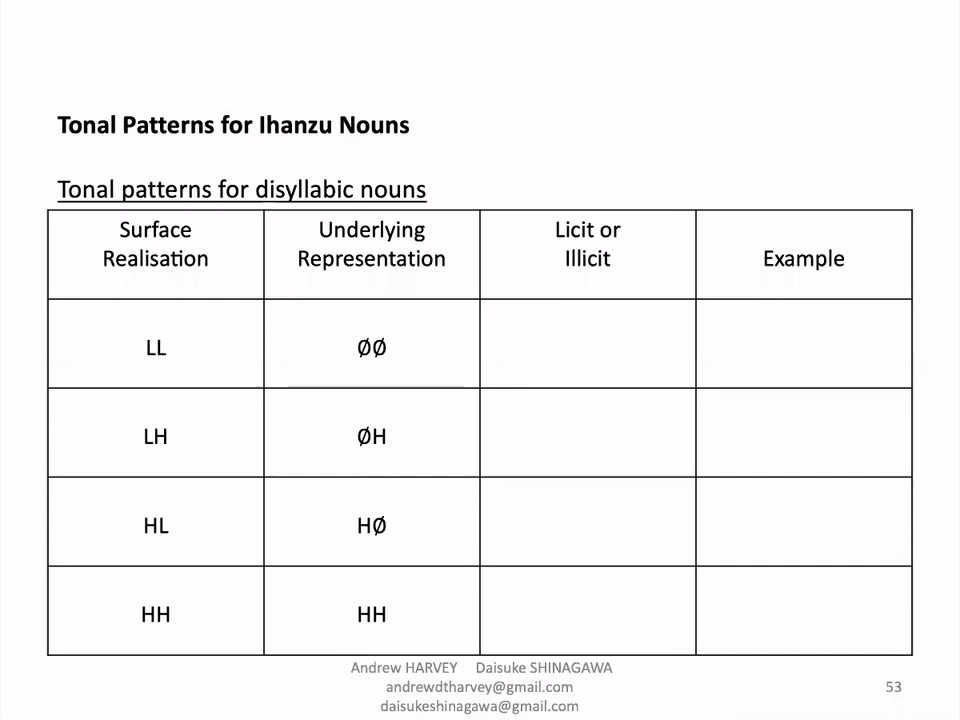 Tonal Patterns for Ihanzu Nouns
Tonal patterns for disyllabic nouns
Surface Realisation
Underlying Representation
Licit or Illicit
Example
LL
ØØ
LH
ØH
HL
HØ
HH
HH
Andrew HARVEY Daisuke SHINAGAWA
andrewdtharvey@gmail.com
daisukeshinagawa@gmail.com
53